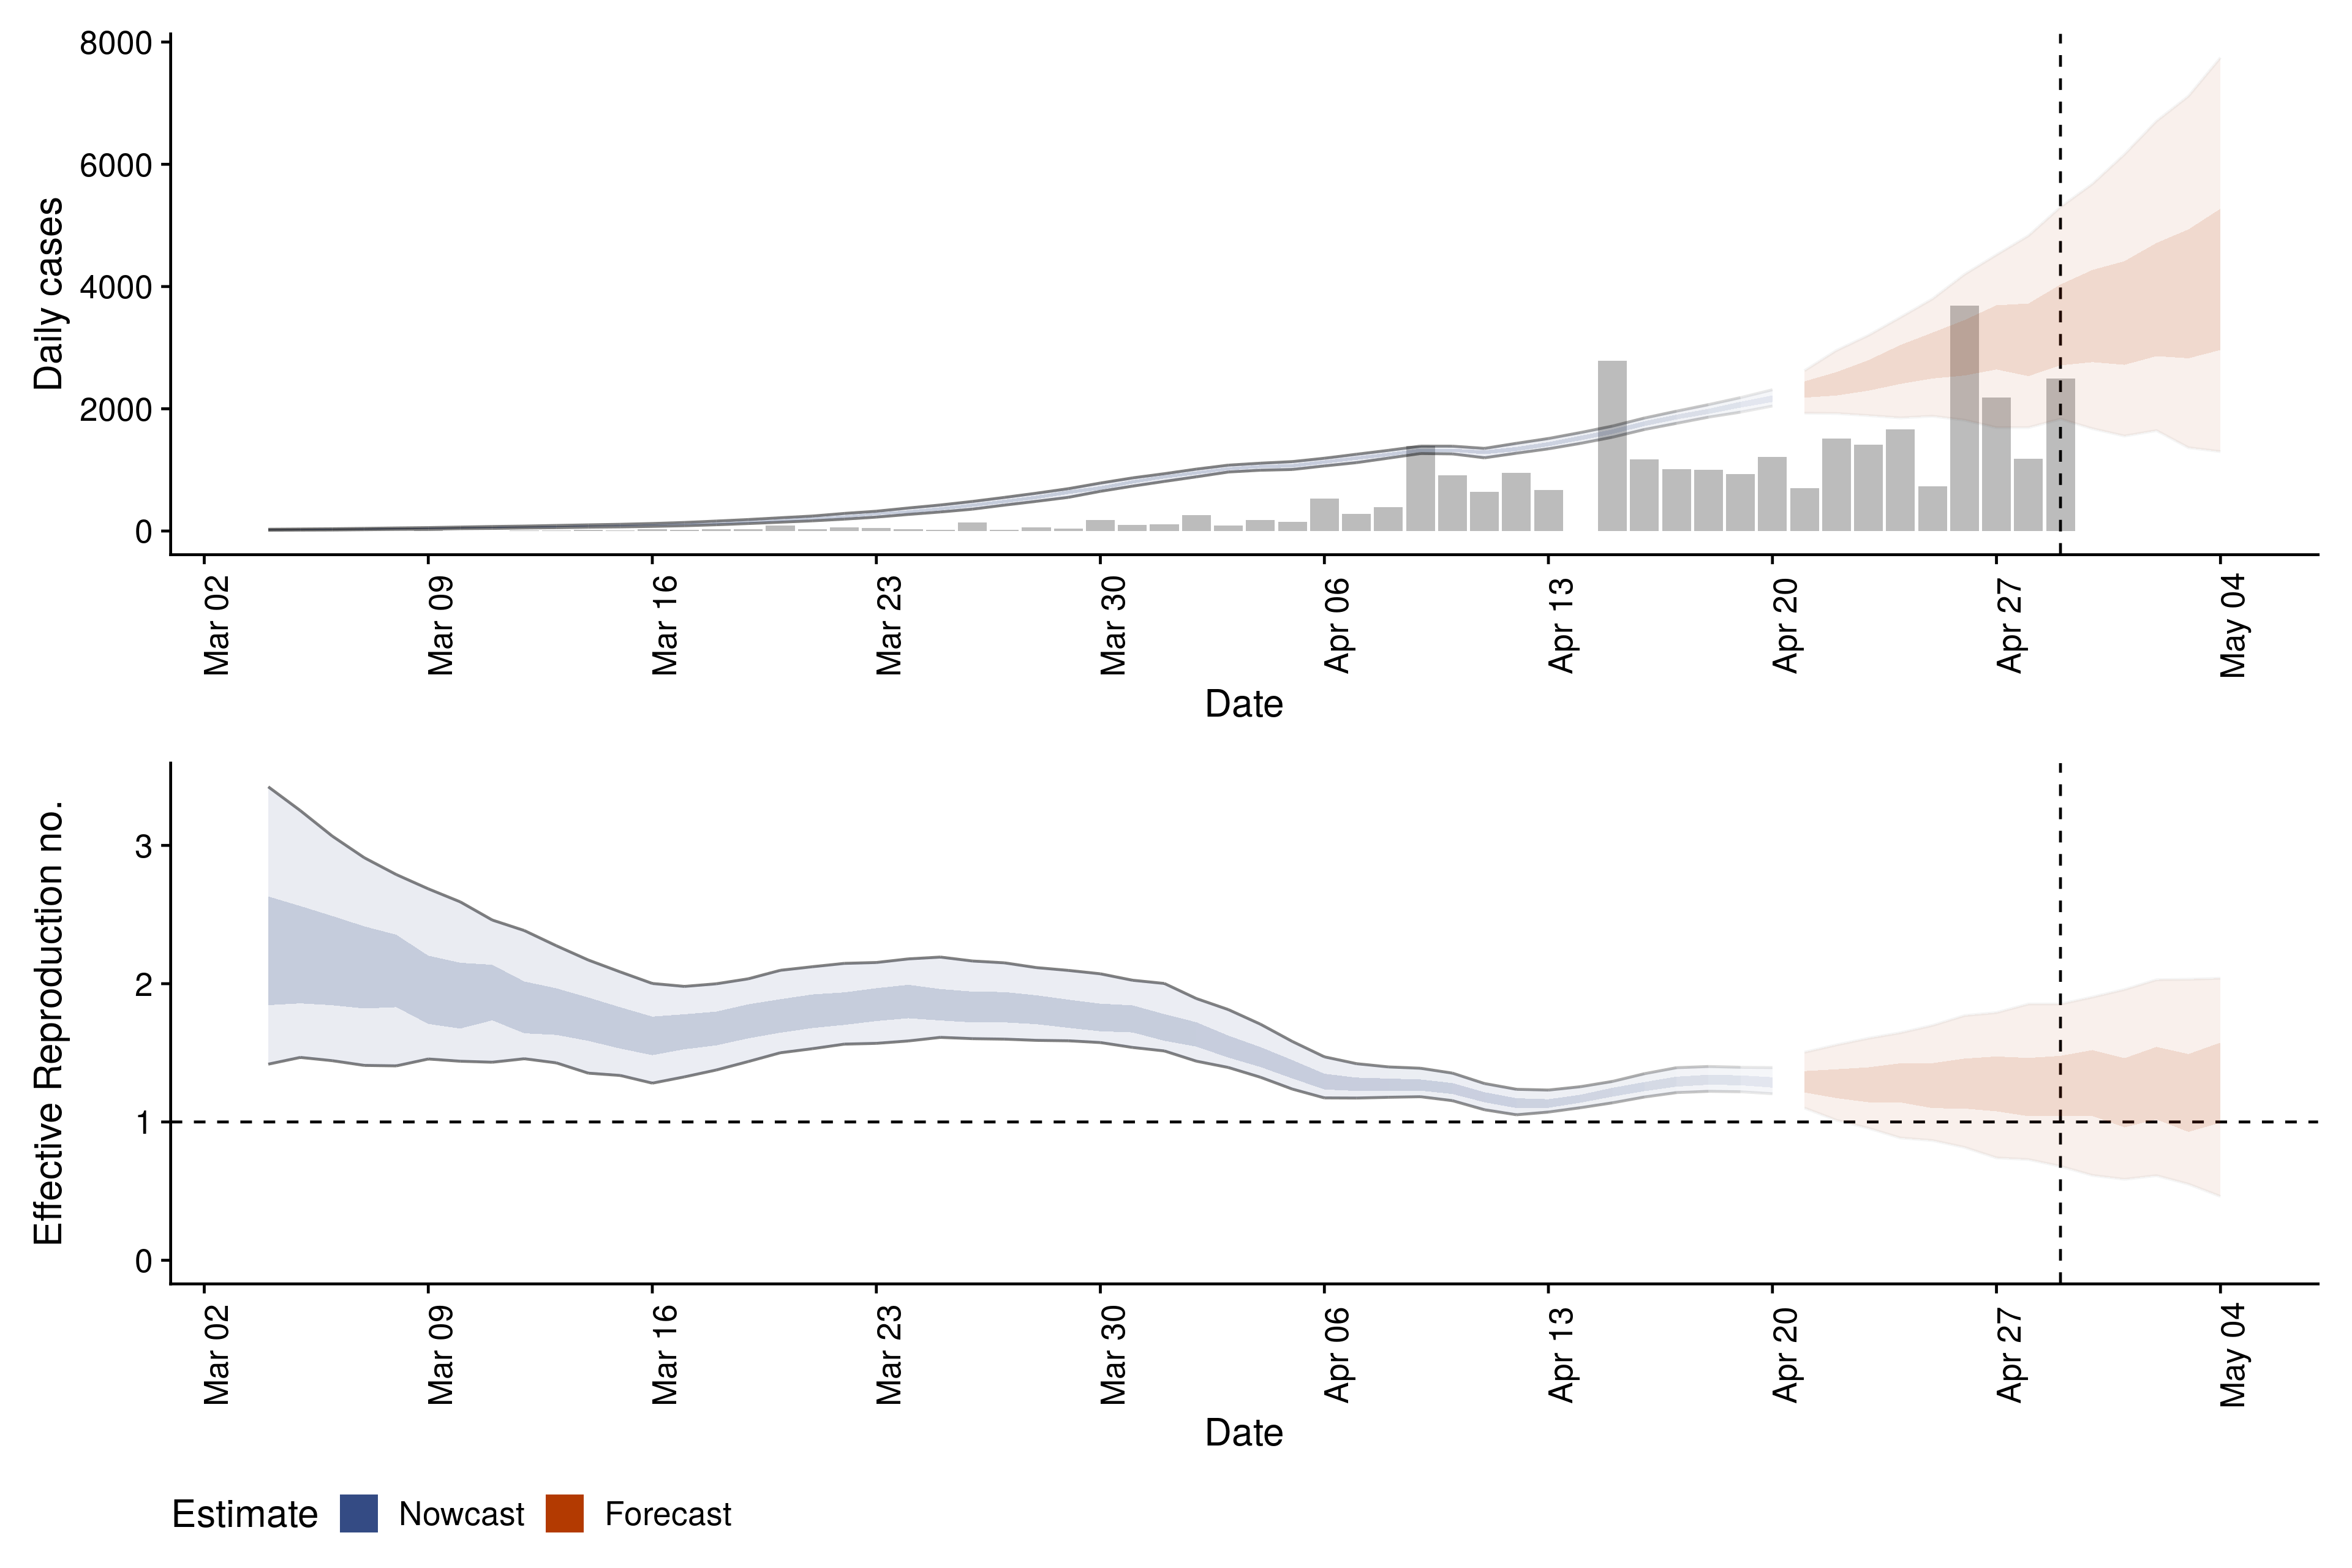 8000
6000
4000
2000
0
Daily cases
Mar 02
Mar 09
Mar 16
Mar 23
Mar 30
Apr 06
Apr 13
Apr 20
Apr 27
May 04
Date
3
2
1
0
Effective Reproduction no.
Mar 02
Mar 09
Mar 16
Mar 23
Mar 30
Apr 06
Apr 13
Apr 20
Apr 27
May 04
Date
Estimate Nowcast Forecast